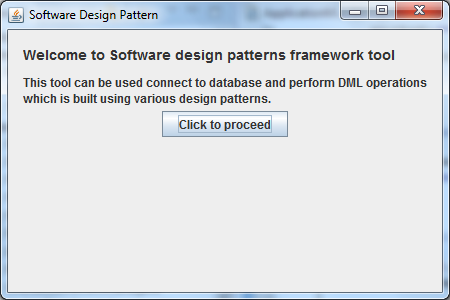 Software Design Pattern
Welcome to Software design patterns framework tool
This tool can be used connect to database and perform DML operations
which is built using various design patterns.
Click to proceed